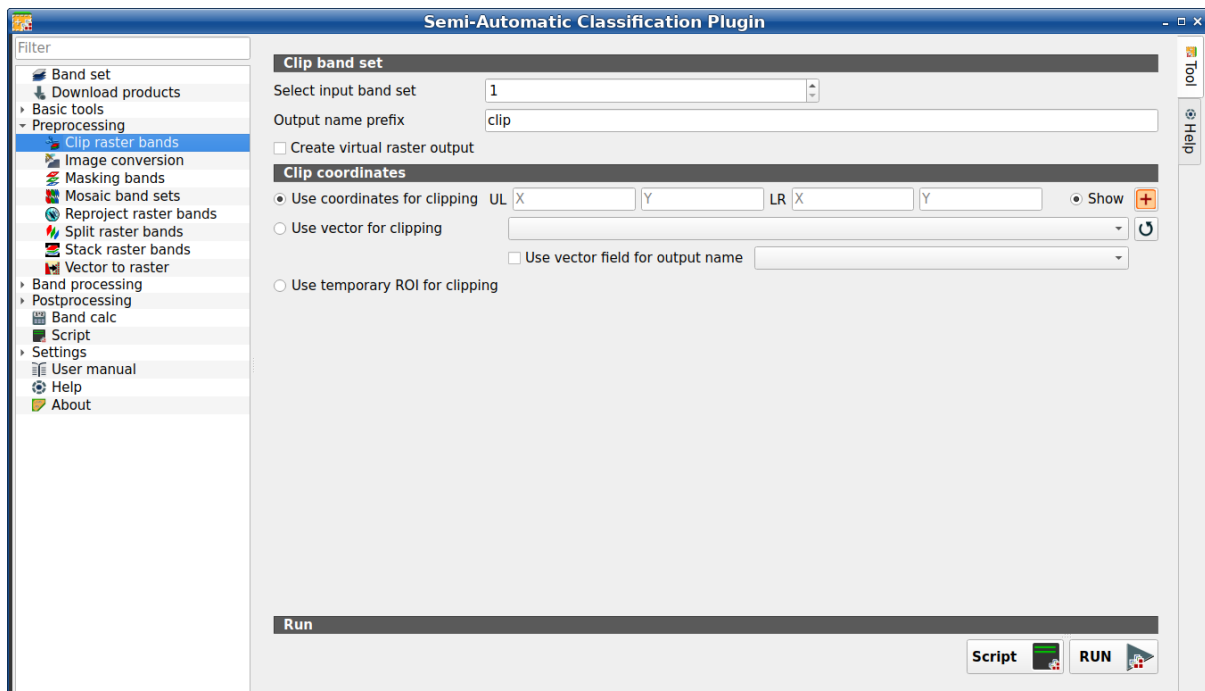 Semi-Automatic Classification Plugin
Filter
Band set
Download products
Basic tools
Preprocessing
Clip raster bands
Image conversion
Masking bands
Mosaic band sets
Reproject raster bands
Split raster bands
Stack raster bands
Vector to raster
Band processing
Postprocessing
Band calc
Script
Settings
User manual
Help
About
Clip band set
Select input band set 1
Output name prefix clip
Create virtual raster output
Clip coordinates
Use coordinates for clipping UL X Y LR X Y Show
Use vector for clipping
Use vector field for output name
Use temporary ROI for clipping
Run
Script RUN
Tool
Help